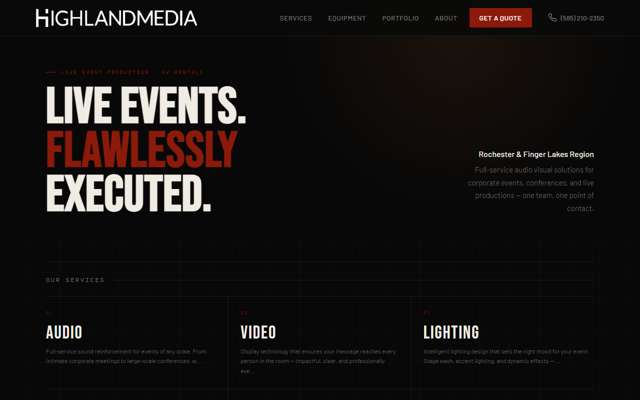 HIGHLANDMEDIA
SERVICES EQUIPMENT PORTFOLIO ABOUT GET A QUOTE (585) 210-2350
LIVE EVENT PRODUCTION · AV RENTALS
LIVE EVENTS.
FLAWLESSLY
EXECUTED.
Rochester & Finger Lakes Region
Full-service audio visual solutions for
corporate events, conferences, and live
productions — one team, one point of
contact.
OUR SERVICES
AUDIO
Full-service sound reinforcement for events of any scale. From
intimate corporate meetings to large-scale conferences, w...
VIDEO
Display technology that ensures your message reaches every
person in the room — impactful, clear, and professionally
exe...
LIGHTING
Intelligent lighting design that sets the right mood for your event.
Stage wash, accent lighting, and dynamic effects — ...